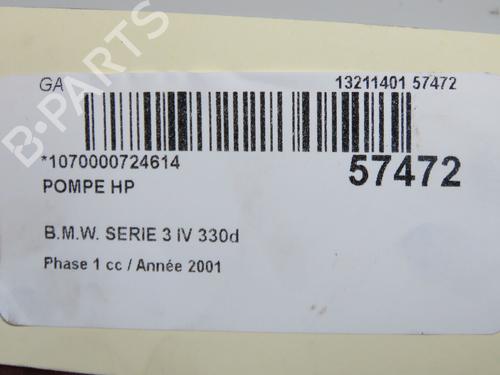 GA
13211401 57472
*1070000724614
57472
POMPE HP
B.M.W. SERIE 3 IV 330d
Phase 1 cc / Année 2001
B-PARTS